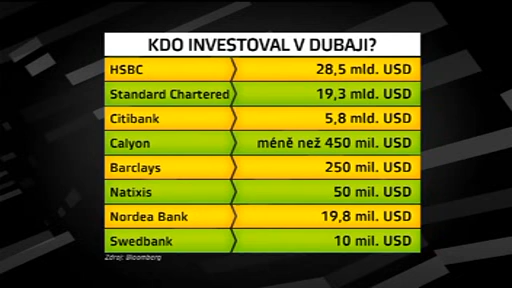 KDO INVESTOVAL V DUBAJI?
HSBC 28,5 mld. USD
Standard Chartered 19,3 mld. USD
Citibank 5,8 mld. USD
Calyon méně než 450 mil. USD
Barclays 250 mil. USD
Natixis 50 mil. USD
Nordea Bank 19,8 mil. USD
Swedbank 10 mil. USD
Zdroj: Bloomberg